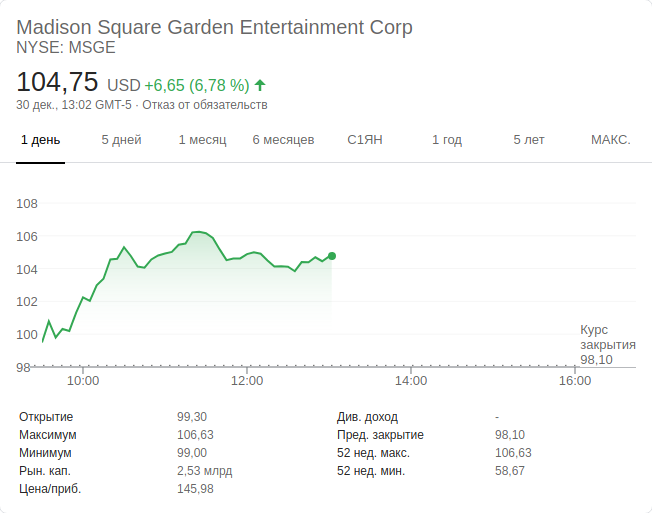 Madison Square Garden Entertainment Corp
NYSE: MSGE
104,75 USD +6,65 (6,78 %)
30 дек., 13:02 GMT-5 · Отказ от обязательств
1 день 5 дней 1 месяц 6 месяцев С1ЯН 1 год 5 лет МАКС.
108
106
104
102
100
98
Курс
закрытия
98,10
10:00 12:00 14:00 16:00
Открытие 99,30 Див. доход -
Максимум 106,63 Пред. закрытие 98,10
Минимум 99,00 52 нед. макс. 106,63
Рын. кап. 2,53 млрд 52 нед. мин. 58,67
Цена/приб. 145,98